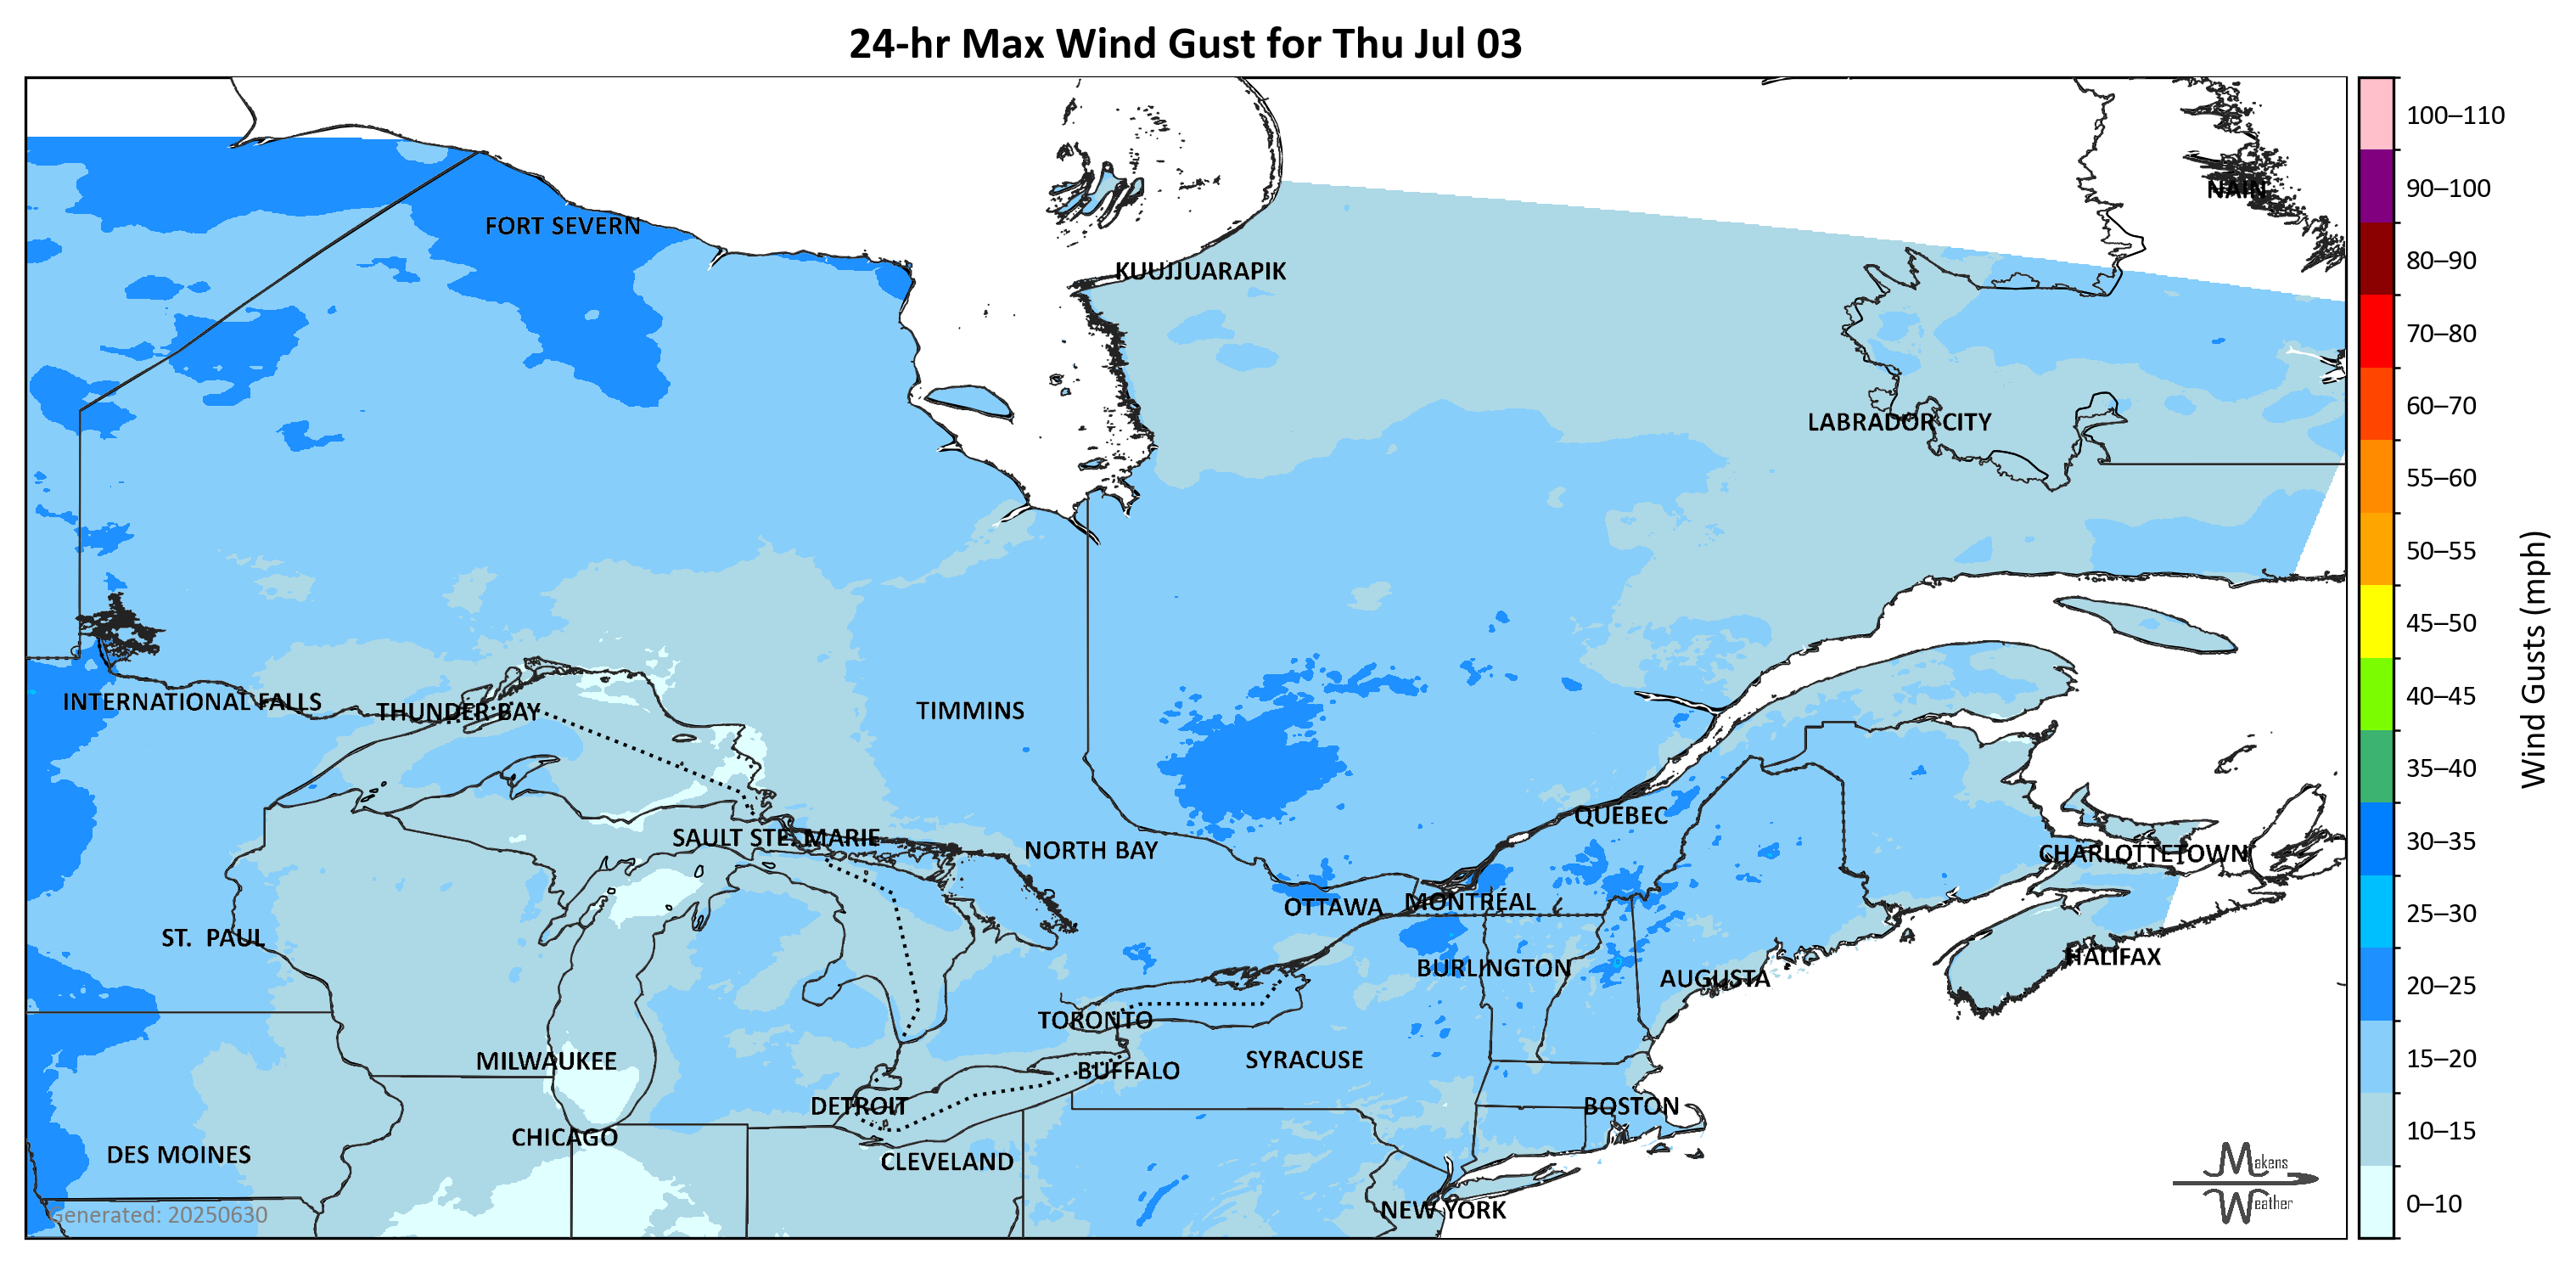 24-hr Max Wind Gust for Thu Jul 03
100–110
90–100
NAIN
FORT SEVERN
80–90
KUUJJUARAPIK
70–80
60–70
LABRADOR CITY
55–60
50–55
45–50
40–45
INTERNATIONAL FALLS
THUNDER BAY
TIMMINS
35–40
QUEBEC
SAULT STE. MARIE
30–35
NORTH BAY
CHARLOTTETOWN
OTTAWA
MONTRÉAL
25–30
ST. PAUL
HALIFAX
BURLINGTON
AUGUSTA
20–25
TORONTO
MILWAUKEE
SYRACUSE
15–20
BUFFALO
DETROIT
BOSTON
10–15
CHICAGO
DES MOINES
CLEVELAND
Makens
Weather
0–10
NEW YORK
Generated: 20250630
Wind Gusts (mph)